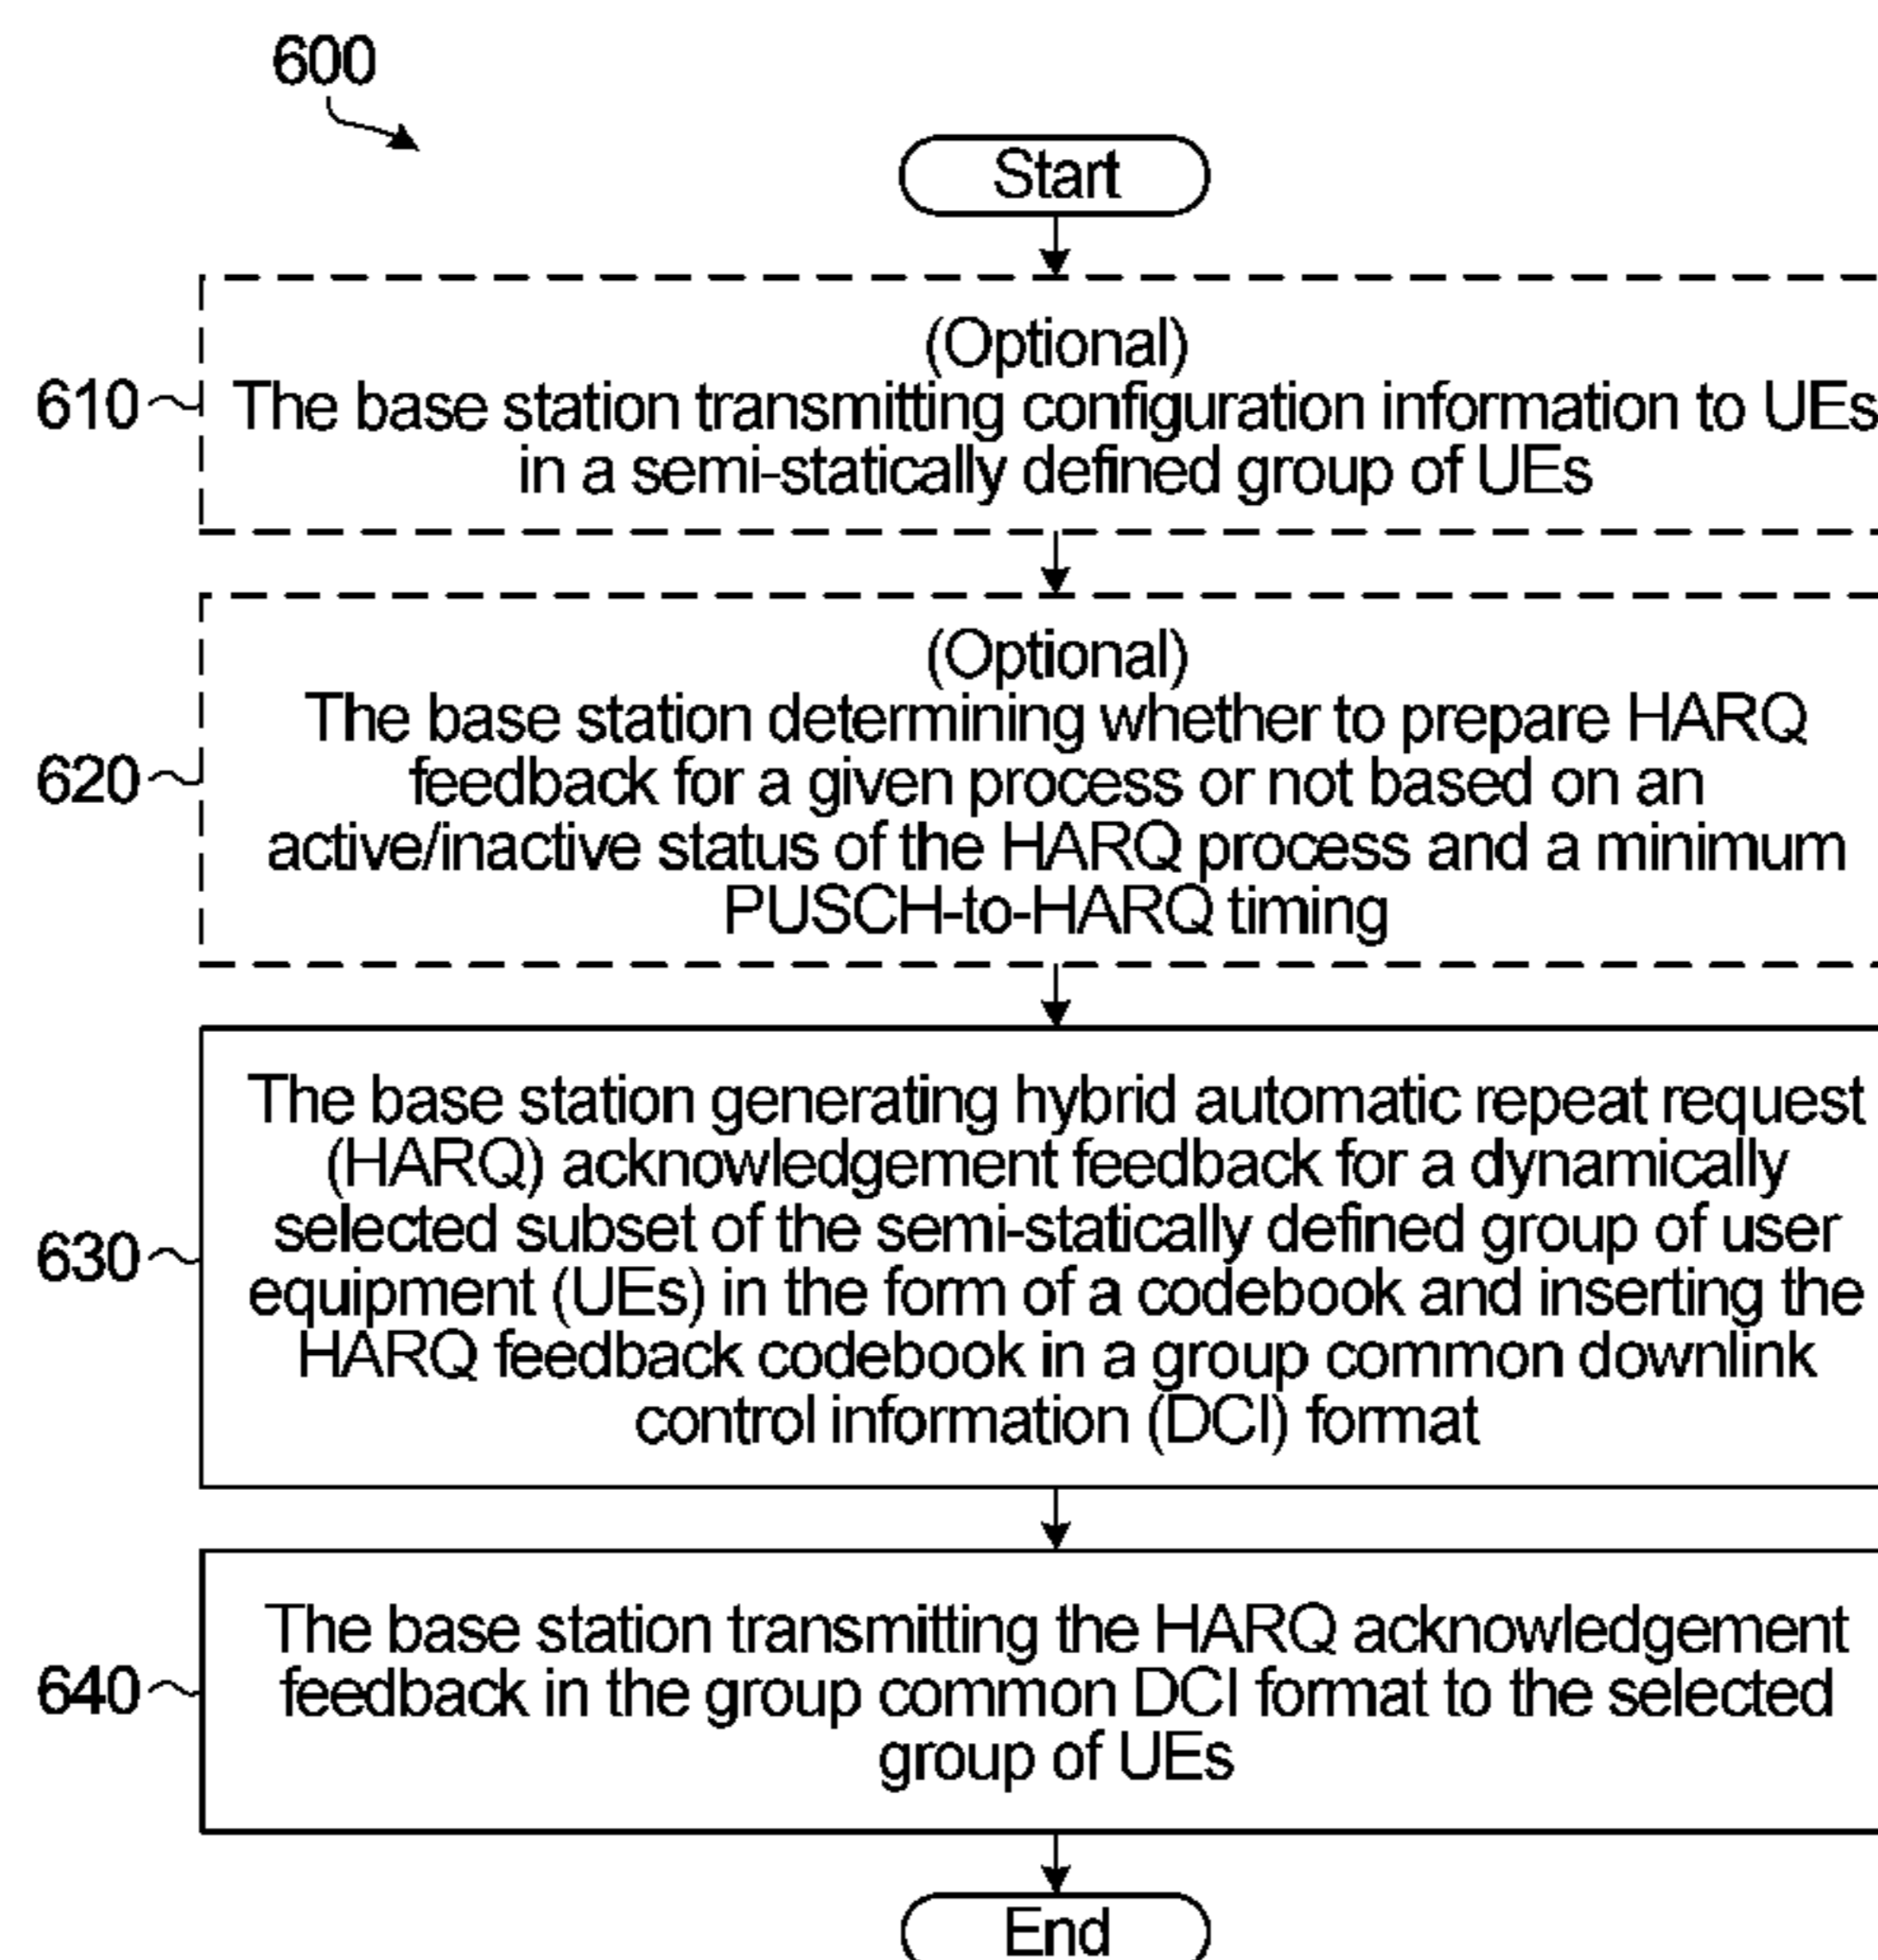 600
Start
(Optional)
610
The base station transmitting configuration information to UEs
in a semi-statically defined group of UEs
(Optional)
The base station determining whether to prepare HARQ
620
feedback for a given process or not based on an
active/inactive status of the HARQ process and a minimum
PUSCH-to-HARQ timing
The base station generating hybrid automatic repeat request
(HARQ) acknowledgement feedback for a dynamically
selected subset of the semi-statically defined group of user
630
equipment (UEs) in the form of a codebook and inserting the
HARQ feedback codebook in a group common downlink
control information (DCI) format
The base station transmitting the HARQ acknowledgement
640
feedback in the group common DCI format to the selected
group of UEs
End